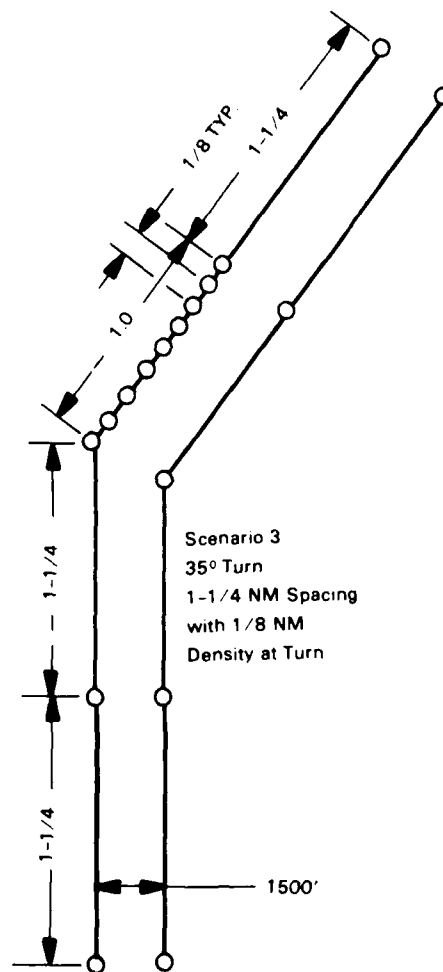 1-1/4
1/8 TYP.
1.0
1-1/4
Scenario 3
35° Turn
1-1/4 NM Spacing
with 1/8 NM
Density at Turn
1-1/4
1500'